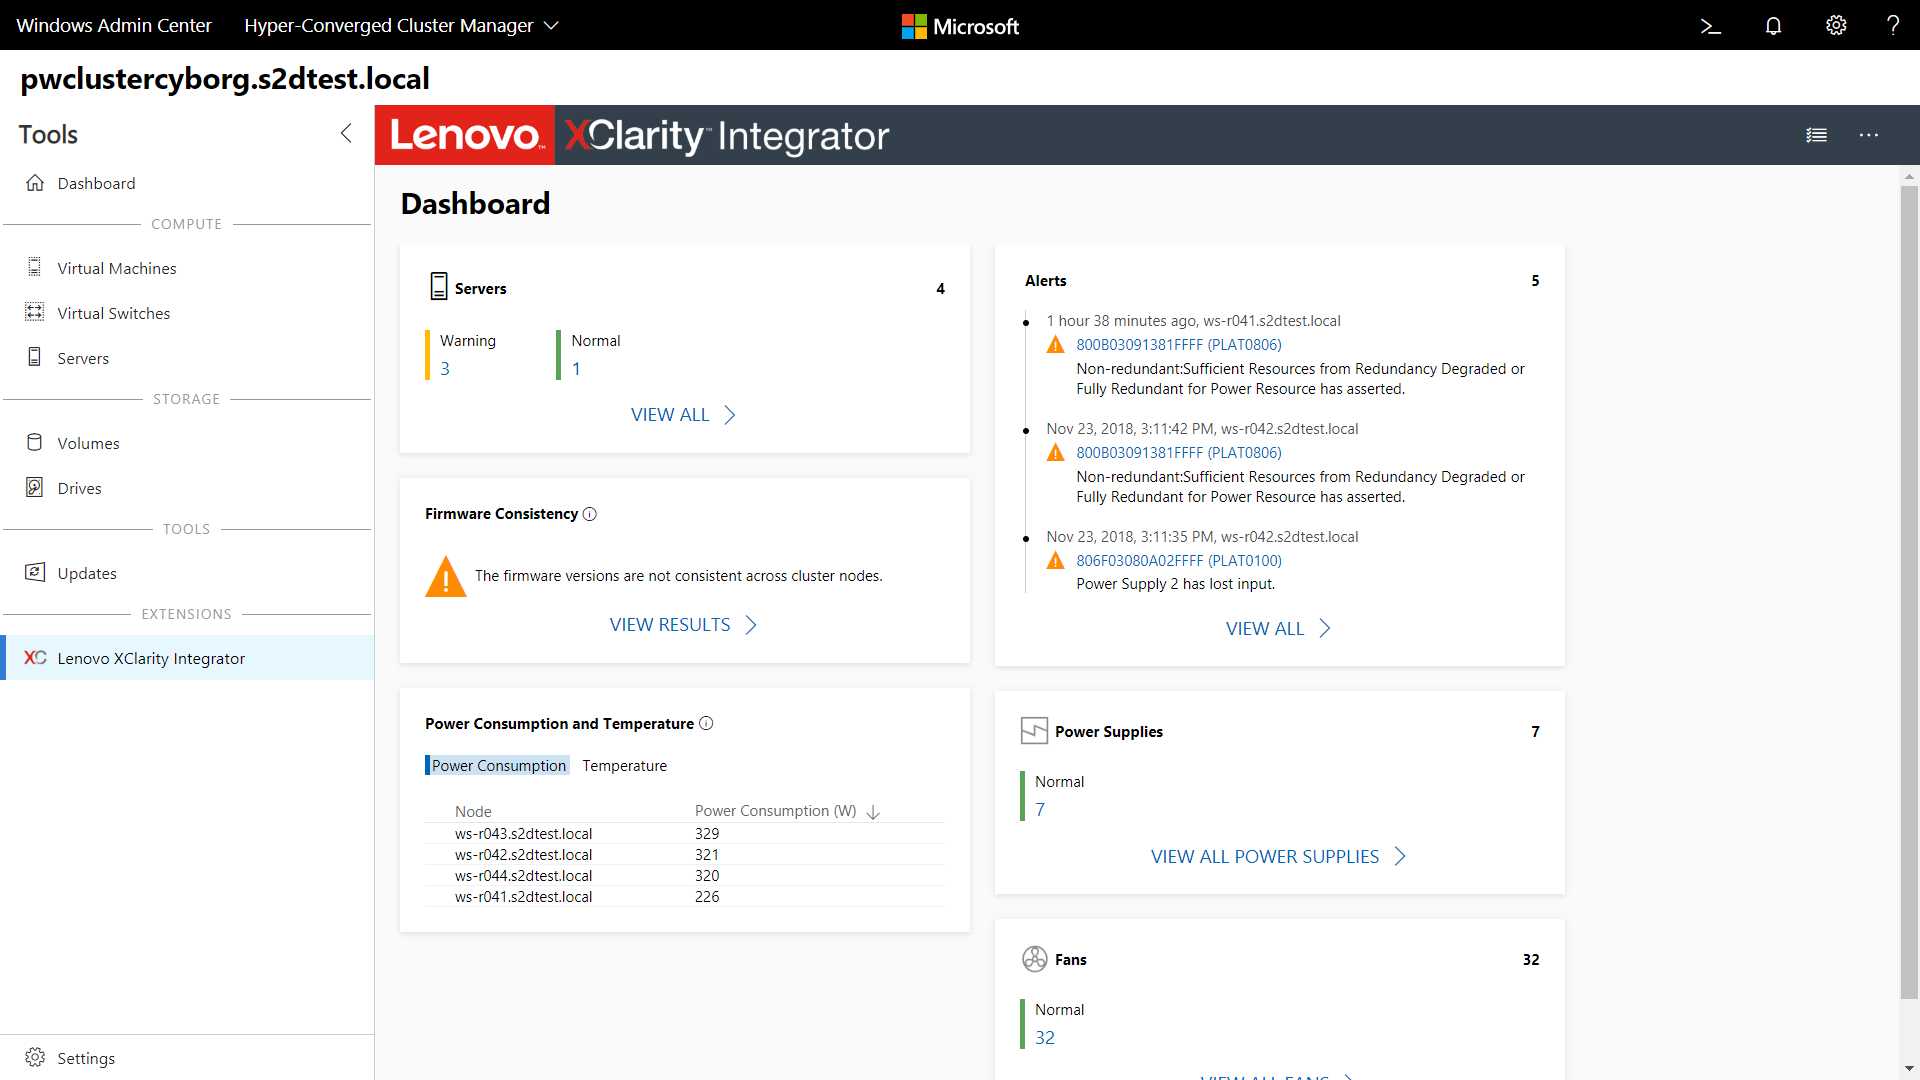 Windows Admin Center
Hyper-Converged Cluster Manager
Microsoft
pwclustercyborg.s2dtest.local
Tools
Dashboard
COMPUTE
Virtual Machines
Virtual Switches
Servers
STORAGE
Volumes
Drives
TOOLS
Updates
EXTENSIONS
XC Lenovo XClarity Integrator
Settings
Lenovo™ XClarity™ Integrator
Dashboard
Servers 4
Warning Normal
3 1
VIEW ALL
Firmware Consistency
The firmware versions are not consistent across cluster nodes.
VIEW RESULTS
Power Consumption and Temperature
Power Consumption Temperature
Node Power Consumption (W)
ws-r043.s2dtest.local 329
ws-r042.s2dtest.local 321
ws-r044.s2dtest.local 320
ws-r041.s2dtest.local 226
Alerts 5
1 hour 38 minutes ago, ws-r041.s2dtest.local
800B03091381FFFF (PLAT0806)
Non-redundant:Sufficient Resources from Redundancy Degraded or
Fully Redundant for Power Resource has asserted.
Nov 23, 2018, 3:11:42 PM, ws-r042.s2dtest.local
800B03091381FFFF (PLAT0806)
Non-redundant:Sufficient Resources from Redundancy Degraded or
Fully Redundant for Power Resource has asserted.
Nov 23, 2018, 3:11:35 PM, ws-r042.s2dtest.local
806F03080A02FFFF (PLAT0100)
Power Supply 2 has lost input.
VIEW ALL
Power Supplies 7
Normal
7
VIEW ALL POWER SUPPLIES
Fans 32
Normal
32
VIEW ALL FANS